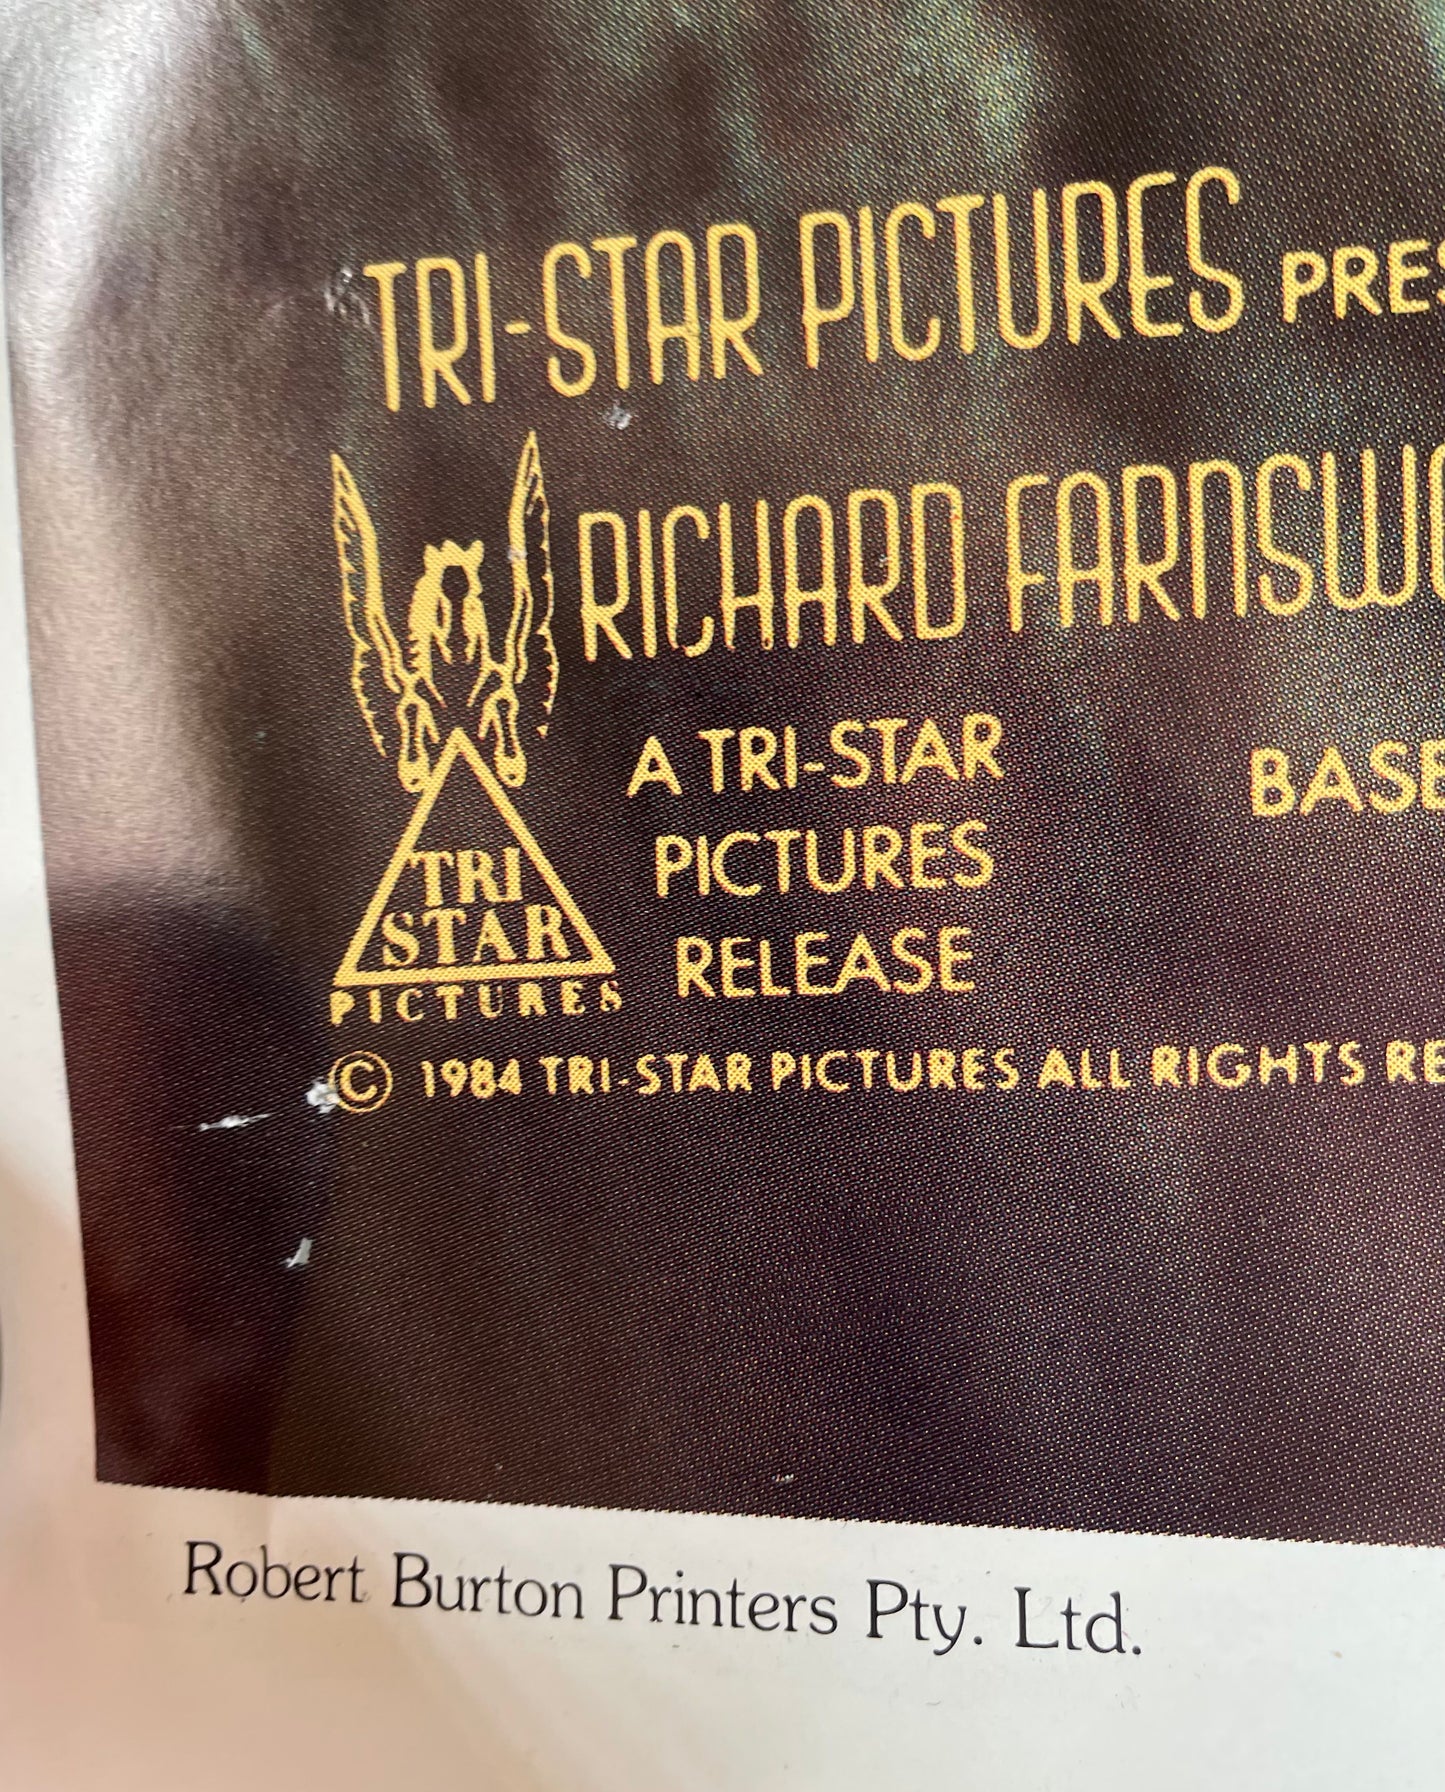 TRI-STAR PICTURES PRES
RICHARD FARNSWO
A TRI-STAR
PICTURES
RELEASE
BASE
TRI
STAR
PICTURES
© 1984 TRI-STAR PICTURES ALL RIGHTS RE
Robert Burton Printers Pty. Ltd.